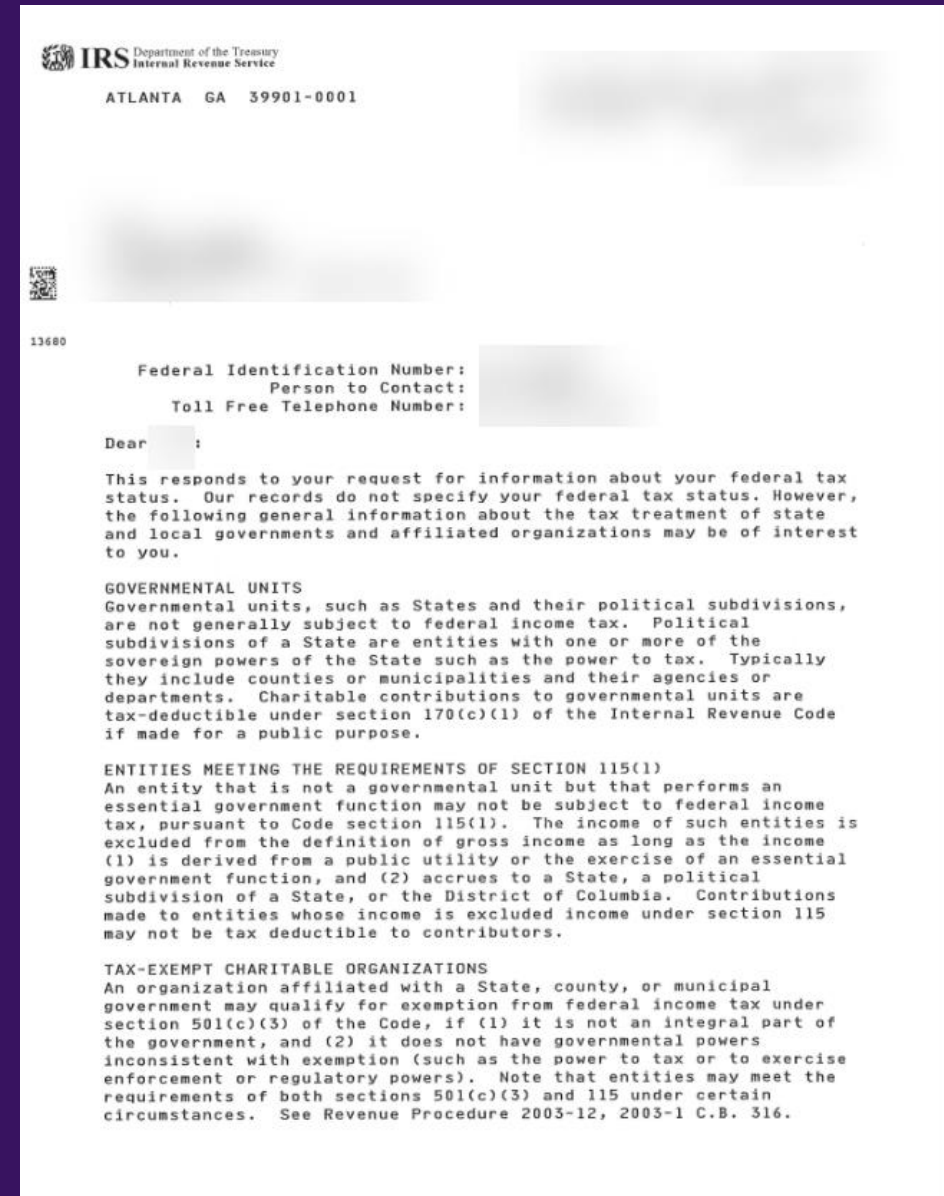 IRS Department of the Treasury
Internal Revenue Service
ATLANTA GA 39901-0001
13680
Federal Identification Number:
Person to Contact:
Toll Free Telephone Number:
Dear :
This responds to your request for information about your federal tax
status. Our records do not specify your federal tax status. However,
the following general information about the tax treatment of state
and local governments and affiliated organizations may be of interest
to you.
GOVERNMENTAL UNITS
Governmental units, such as States and their political subdivisions,
are not generally subject to federal income tax. Political
subdivisions of a State are entities with one or more of the
sovereign powers of the State such as the power to tax. Typically
they include counties or municipalities and their agencies or
departments. Charitable contributions to governmental units are
tax-deductible under section 170(c)(1) of the Internal Revenue Code
if made for a public purpose.
ENTITIES MEETING THE REQUIREMENTS OF SECTION 115(1)
An entity that is not a governmental unit but that performs an
essential government function may not be subject to federal income
tax, pursuant to Code section 115(1). The income of such entities is
excluded from the definition of gross income as long as the income
(1) is derived from a public utility or the exercise of an essential
government function, and (2) accrues to a State, a political
subdivision of a State, or the District of Columbia. Contributions
made to entities whose income is excluded income under section 115
may not be tax deductible to contributors.
TAX-EXEMPT CHARITABLE ORGANIZATIONS
An organization affiliated with a State, county, or municipal
government may qualify for exemption from federal income tax under
section 501(c)(3) of the Code, if (1) it is not an integral part of
the government, and (2) it does not have governmental powers
inconsistent with exemption (such as the power to tax or to exercise
enforcement or regulatory powers). Note that entities may meet the
requirements of both sections 501(c)(3) and 115 under certain
circumstances. See Revenue Procedure 2003-12, 2003-1 C.B. 316.